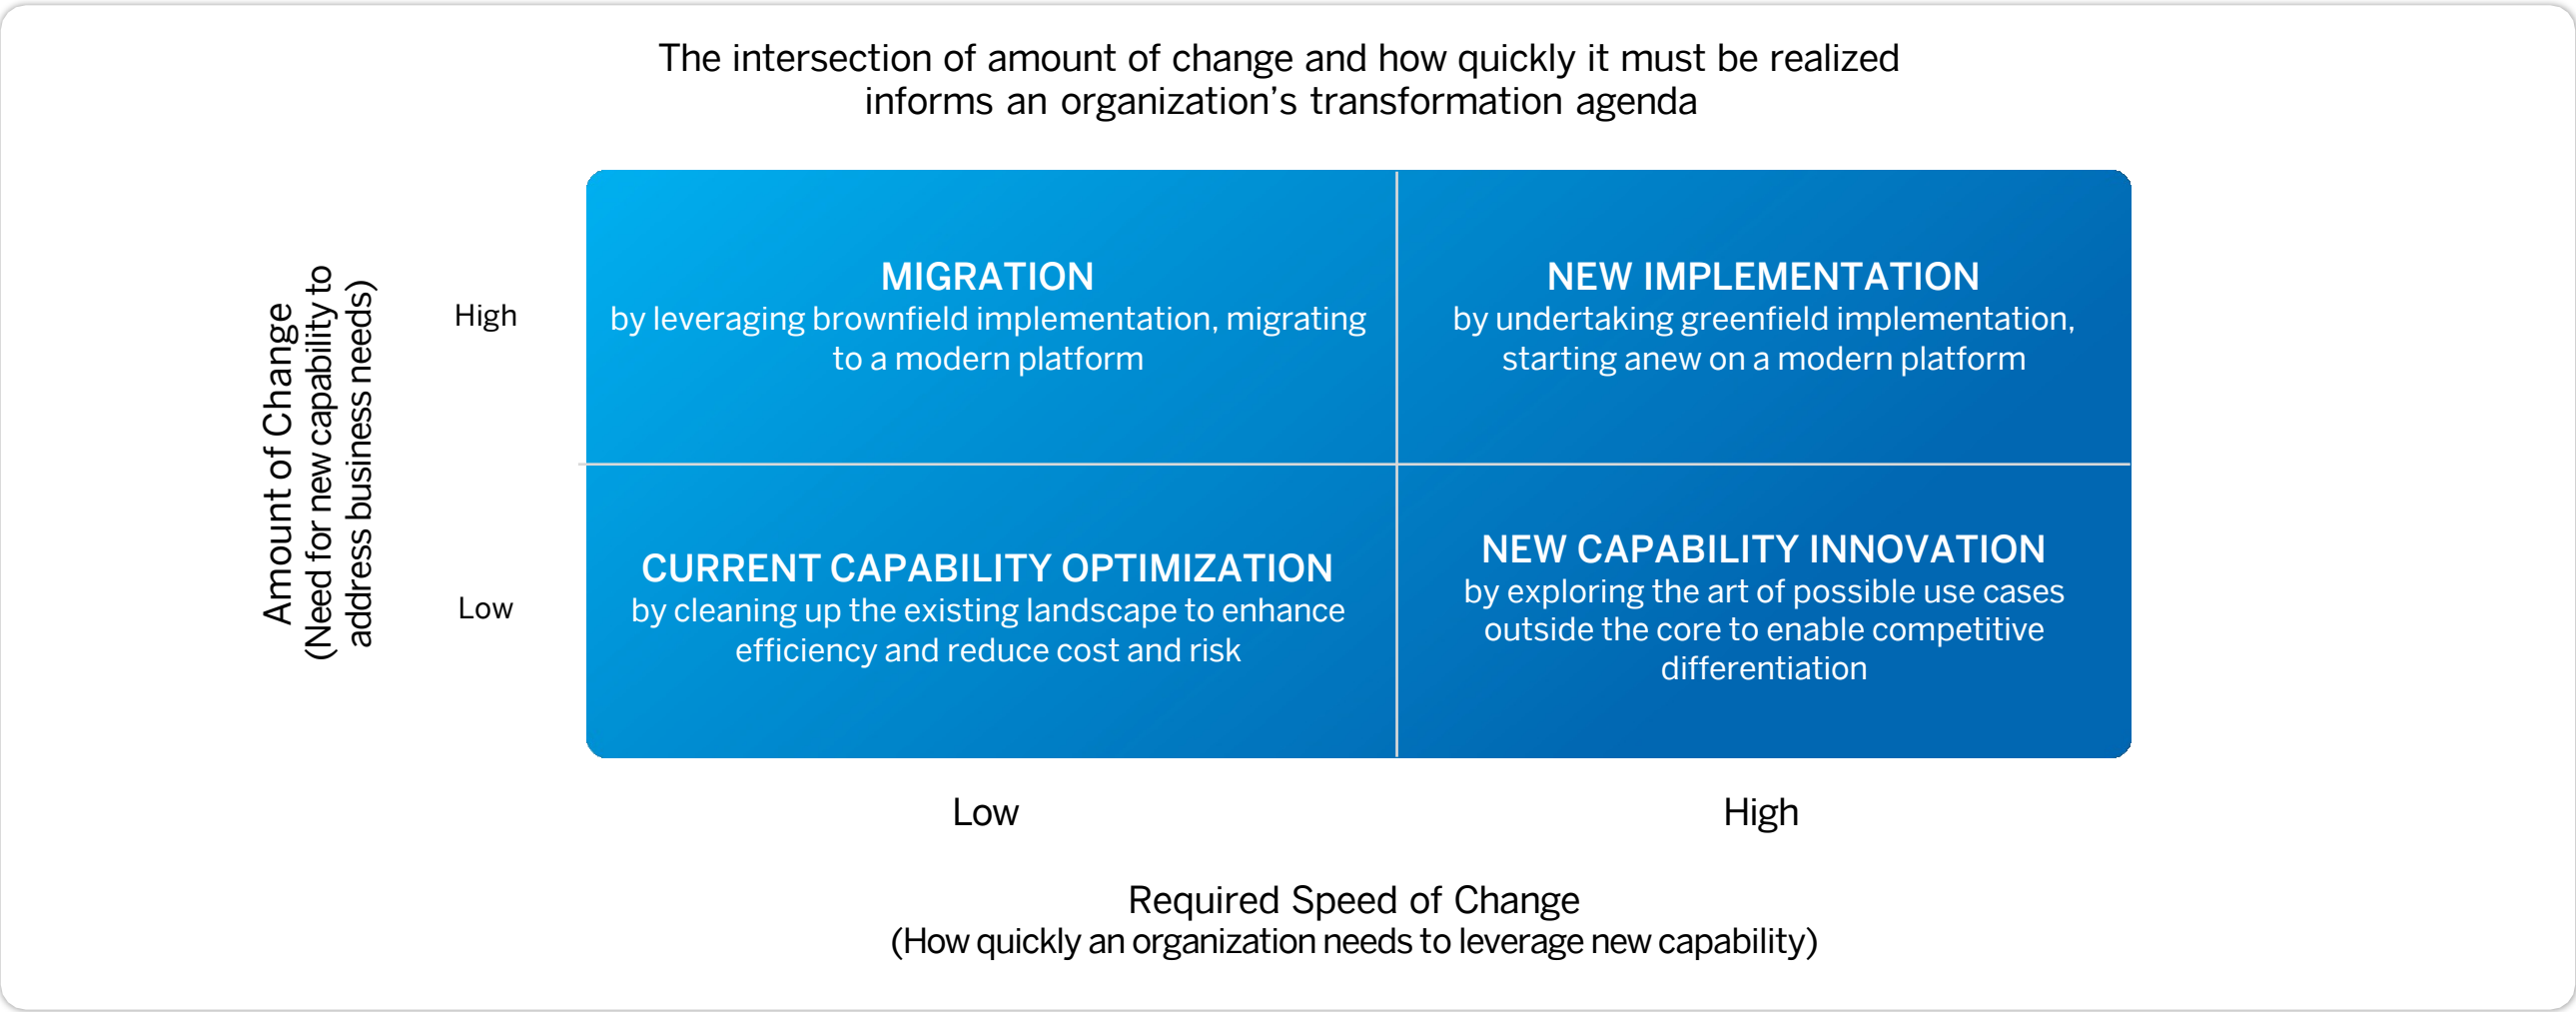 The intersection of amount of change and how quickly it must be realized
informs an organization’s transformation agenda
Amount of Change
(Need for new capability to
address business needs)
High
MIGRATION
by leveraging brownfield implementation, migrating
to a modern platform
NEW IMPLEMENTATION
by undertaking greenfield implementation,
starting anew on a modern platform
Low
CURRENT CAPABILITY OPTIMIZATION
by cleaning up the existing landscape to enhance
efficiency and reduce cost and risk
NEW CAPABILITY INNOVATION
by exploring the art of possible use cases
outside the core to enable competitive
differentiation
Low
High
Required Speed of Change
(How quickly an organization needs to leverage new capability)